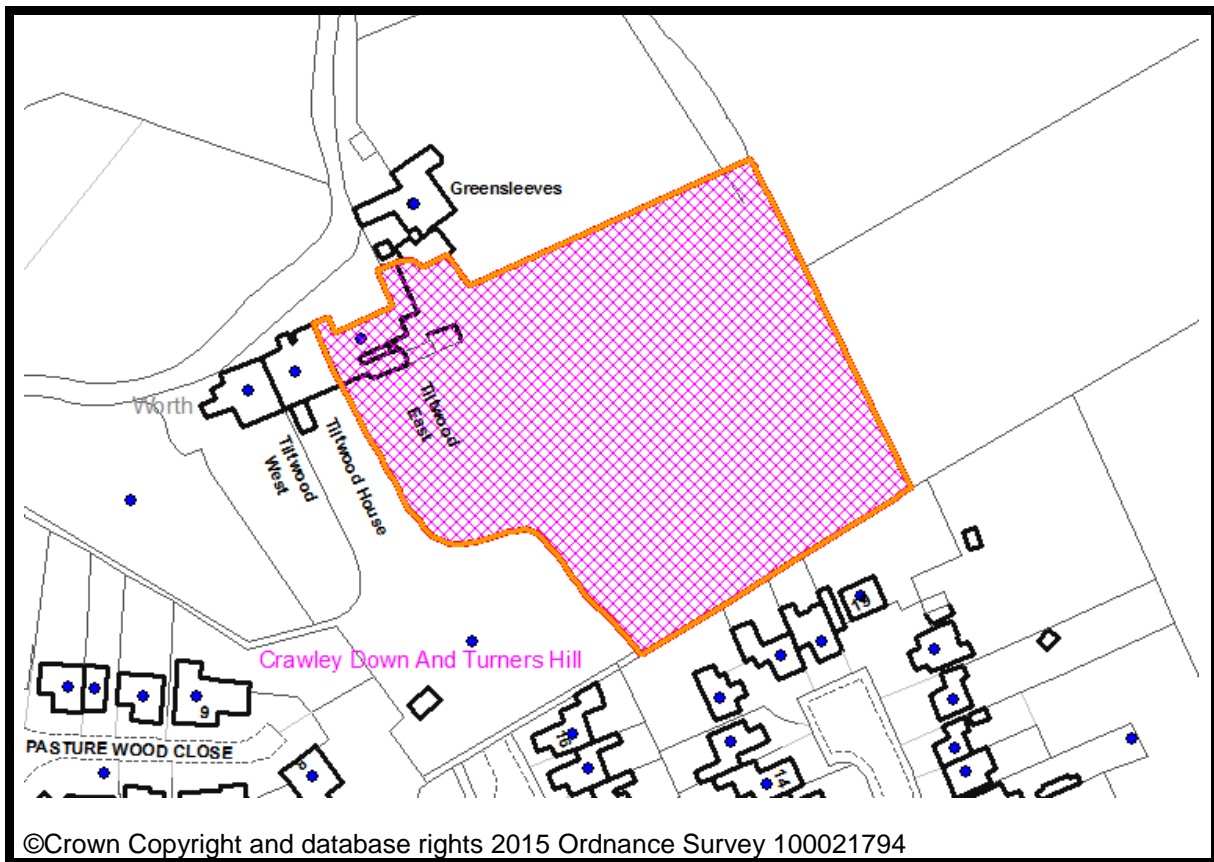 Greensleeves
Worth
Tiltwood
East
Tiltwood House
Tiltwood
West
19
Crawley Down And Turners Hill
9
PASTURE WOOD CLOSE
16
14
©Crown Copyright and database rights 2015 Ordnance Survey 100021794